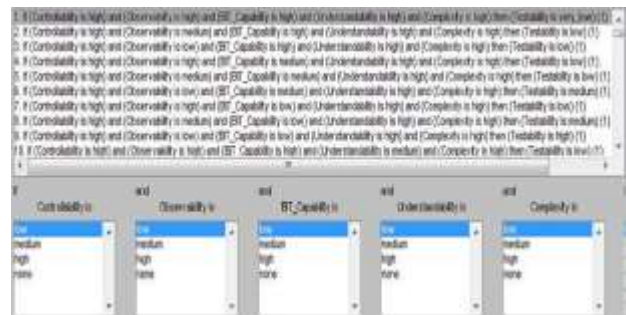 1. If (Controllability is high) and (Observability is high) and (BIT_Capability is high) and (Understandability is high) and (Complexity is high) then (Testability is very_low) (1)
2. If (Controllability is high) and (Observability is medium) and (BIT_Capability is high) and (Understandability is high) and (Complexity is high) then (Testability is low) (1)
3. If (Controllability is high) and (Observability is low) and (BIT_Capability is high) and (Understandability is high) and (Complexity is high) then (Testability is low) (1)
4. If (Controllability is high) and (Observability is high) and (BIT_Capability is medium) and (Understandability is high) and (Complexity is high) then (Testability is low) (1)
5. If (Controllability is high) and (Observability is medium) and (BIT_Capability is medium) and (Understandability is high) and (Complexity is high) then (Testability is low) (1)
6. If (Controllability is high) and (Observability is low) and (BIT_Capability is medium) and (Understandability is high) and (Complexity is high) then (Testability is medium) (1)
7. If (Controllability is high) and (Observability is high) and (BIT_Capability is low) and (Understandability is high) and (Complexity is high) then (Testability is low) (1)
8. If (Controllability is high) and (Observability is medium) and (BIT_Capability is low) and (Understandability is high) and (Complexity is high) then (Testability is medium) (1)
9. If (Controllability is high) and (Observability is low) and (BIT_Capability is low) and (Understandability is high) and (Complexity is high) then (Testability is high) (1)
10. If (Controllability is high) and (Observability is high) and (BIT_Capability is high) and (Understandability is medium) and (Complexity is high) then (Testability is low) (1)
If and and and and
Controllability is Observability is BIT_Capability is Understandability is Complexity is
low low low low low
medium medium medium medium medium
high high high high high
none none none none none